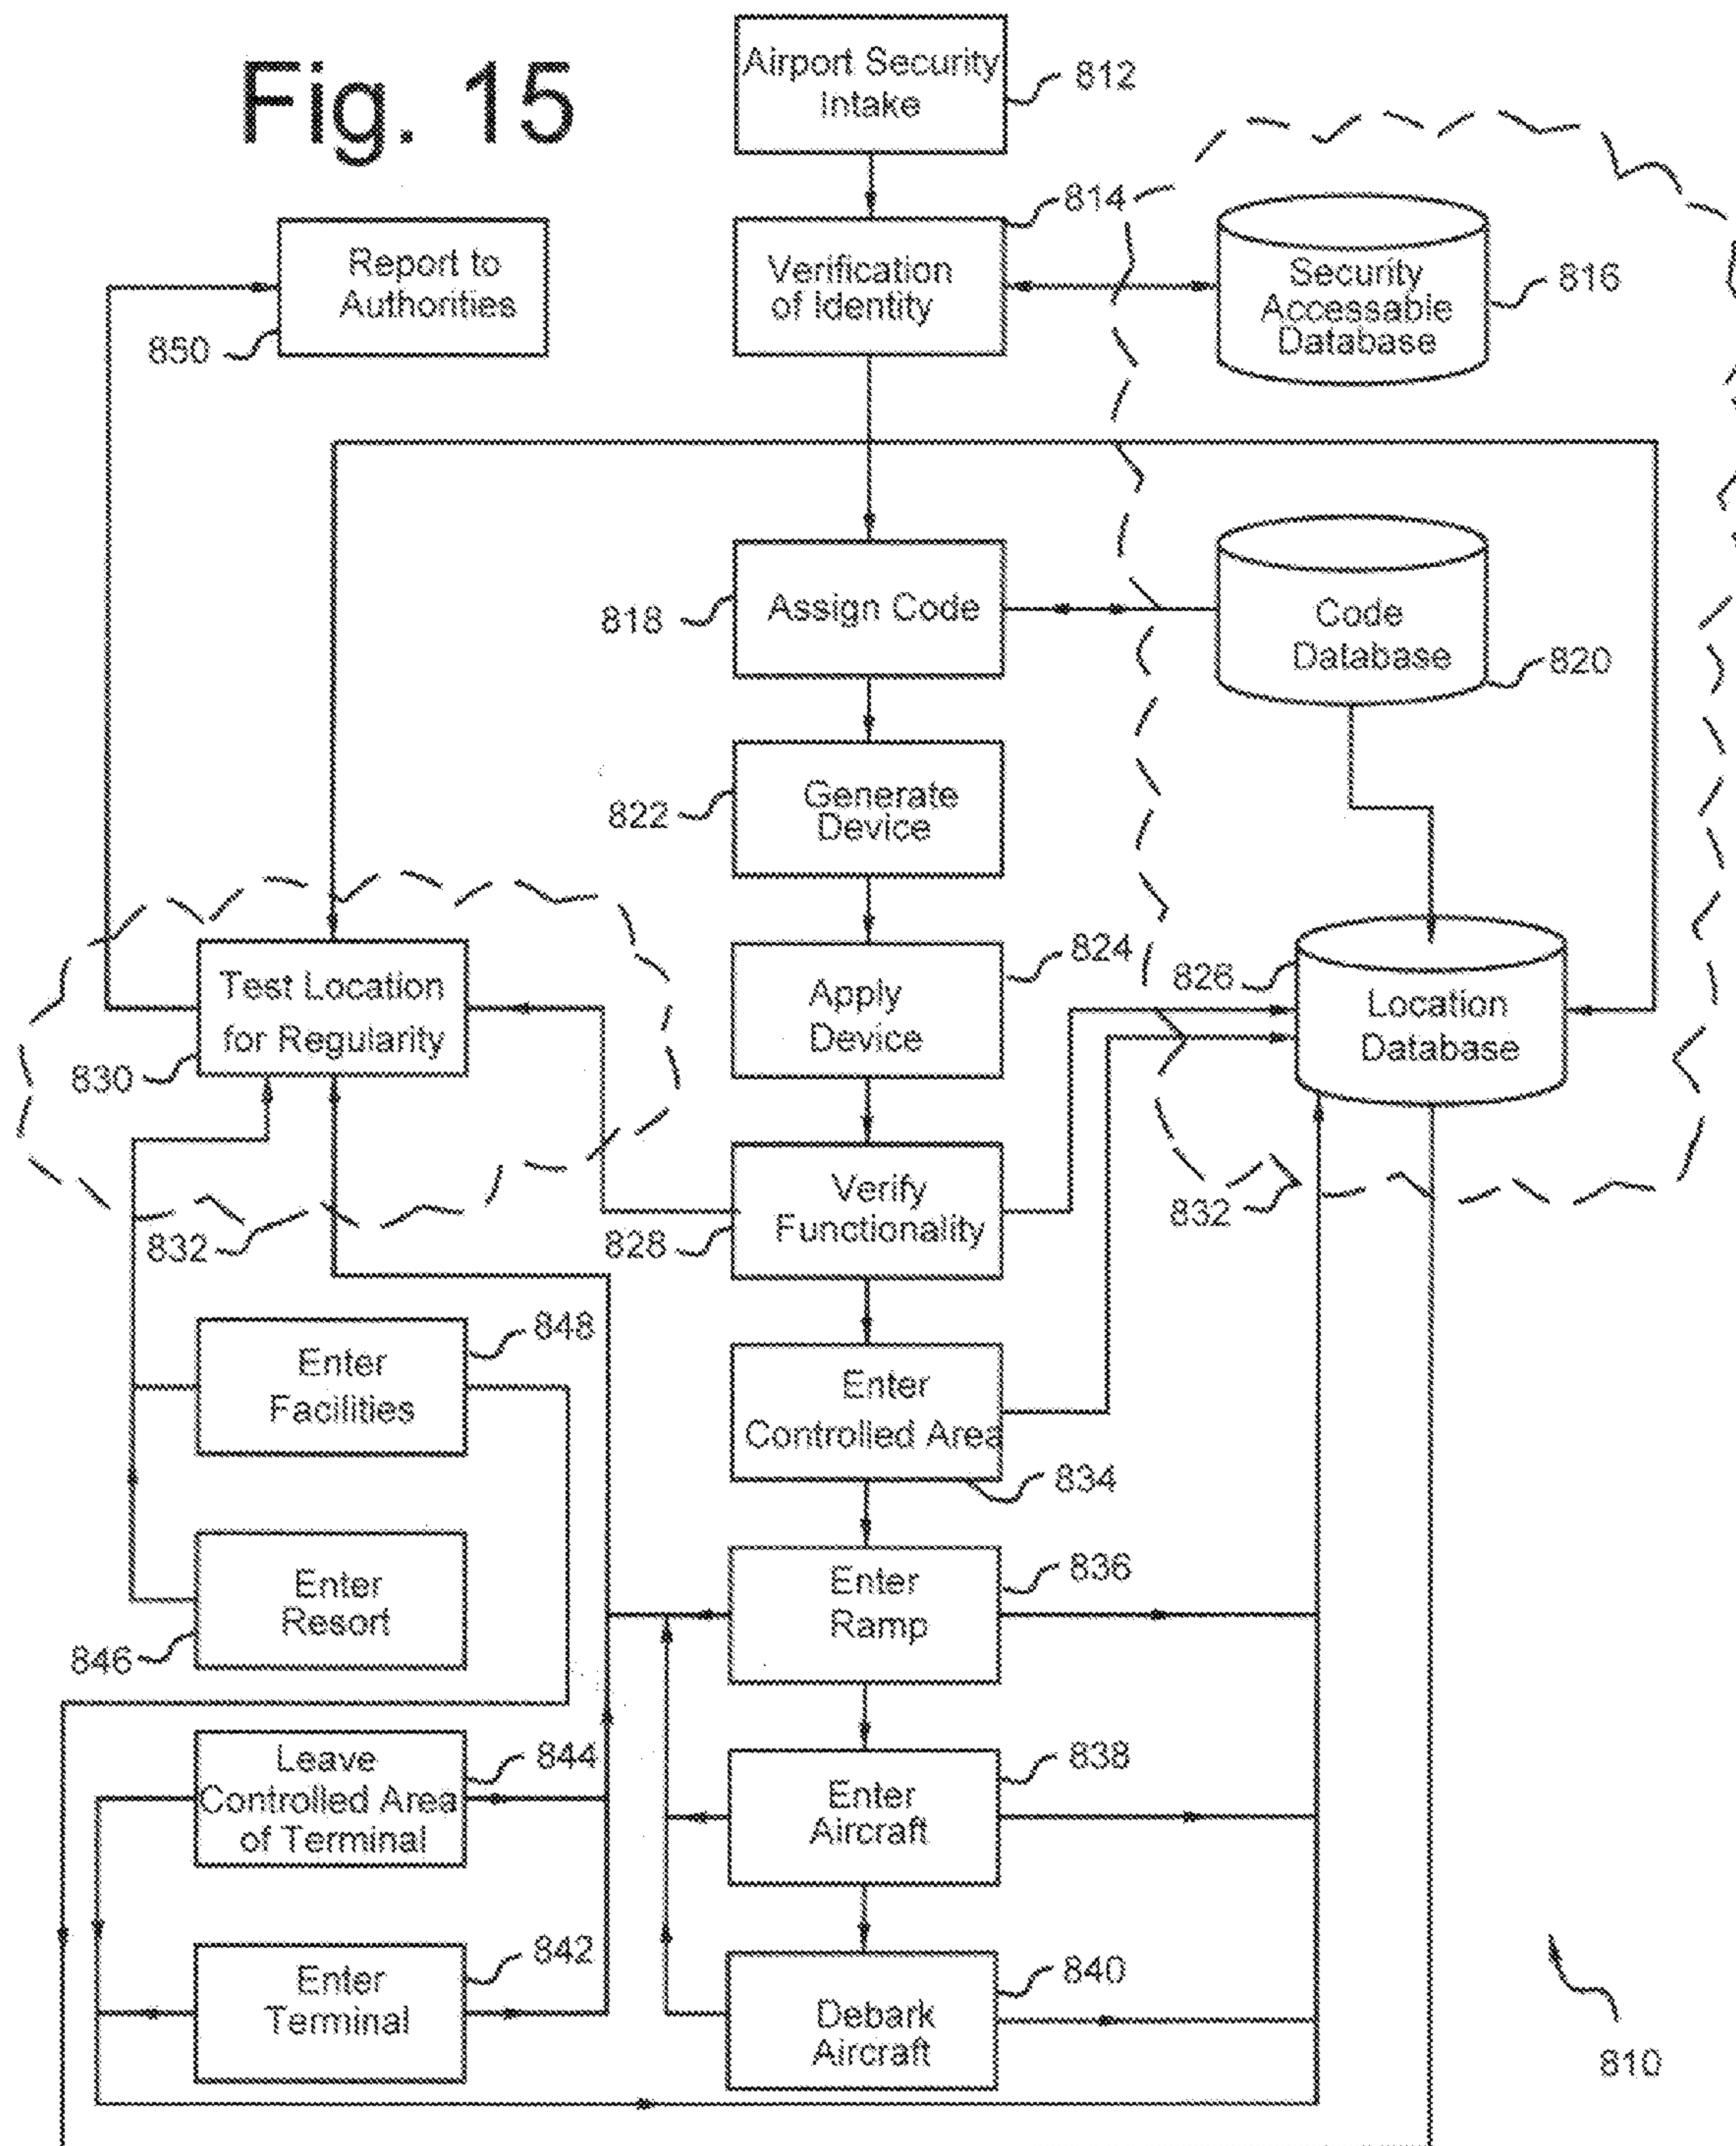 Fig. 15
Airport Security
Intake
812
814
Verification
of Identity
Security
Accessable
Database
816
Report to
Authorities
850
818
Assign Code
Code
Database
820
822
Generate
Device
824
Apply
Device
826
Location
Database
Test Location
for Regularity
830
832
828
Verify
Functionality
832
848
Enter
Facilities
Enter
Controlled Area
834
Enter
Resort
846
836
Enter
Ramp
Leave
Controlled Area
of Terminal
844
838
Enter
Aircraft
842
Enter
Terminal
840
Debark
Aircraft
810